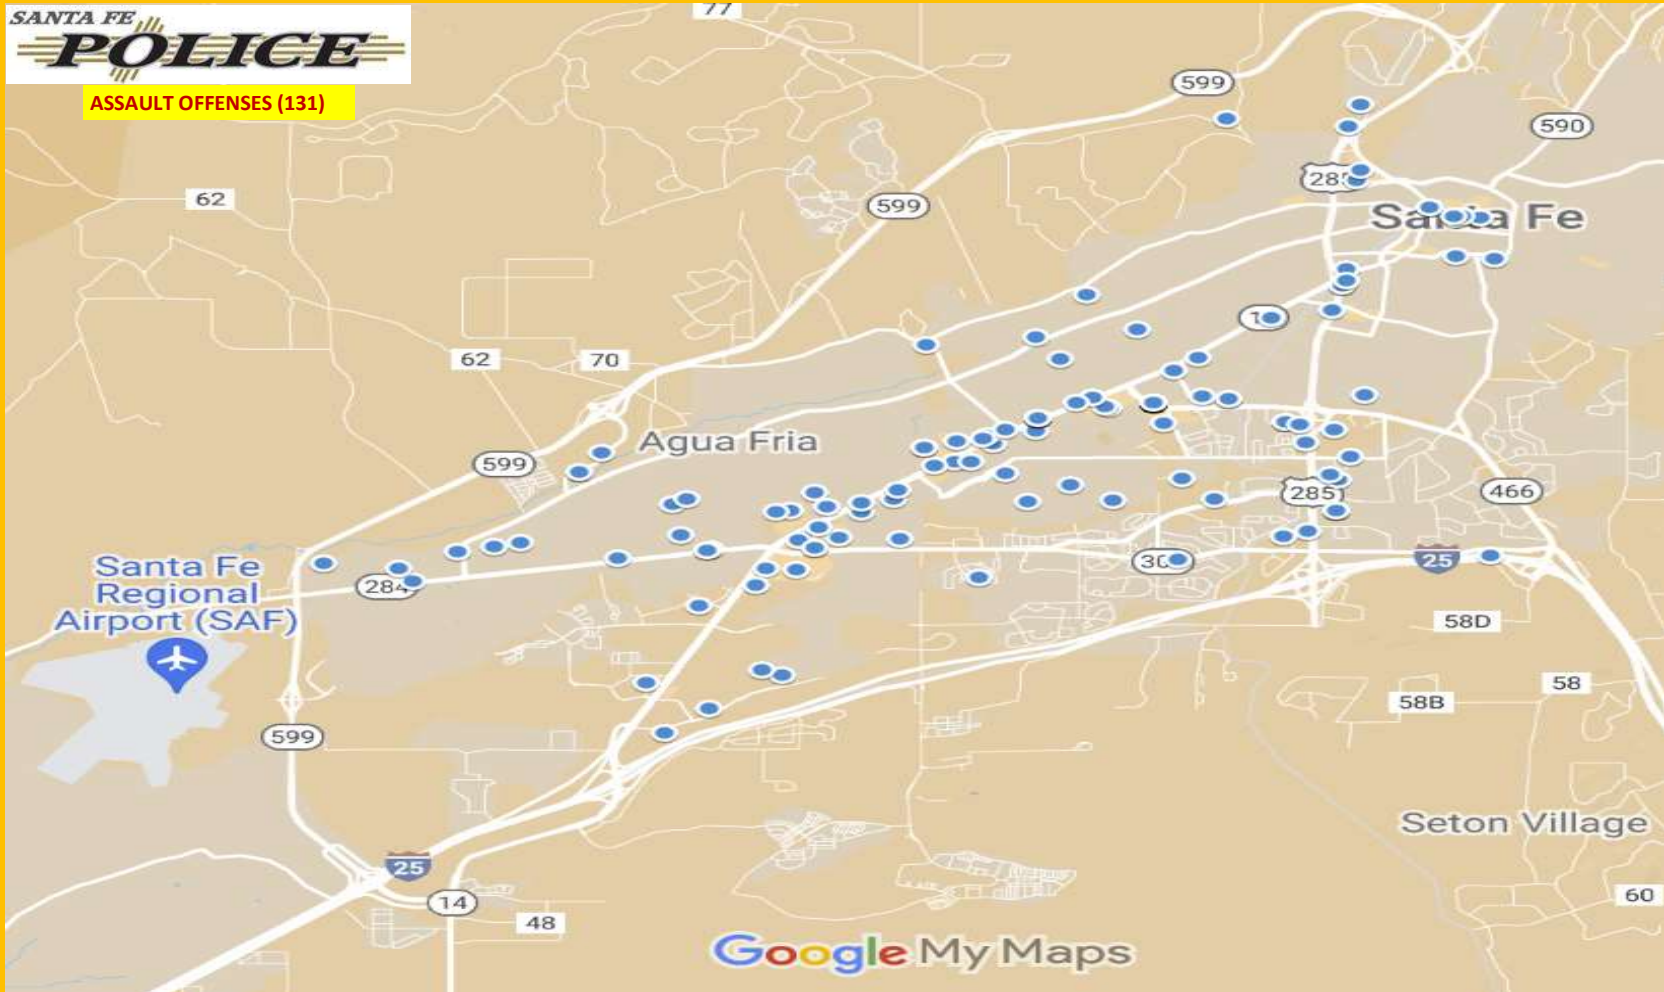 SANTA FE
POLICE
ASSAULT OFFENSES (131)
77
599
590
62
285
599
Santa Fe
62
70
Agua Fria
599
285
466
Santa Fe
Regional
Airport (SAF)
284
25
58D
58
58B
599
Seton Village
25
14
48
60
Google My Maps